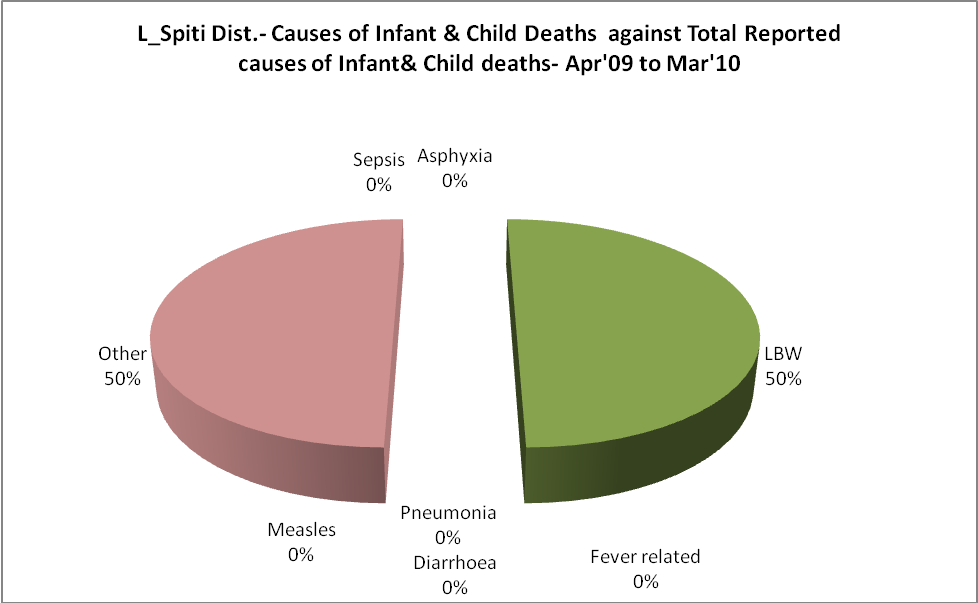 L_Spiti Dist.- Causes of Infant & Child Deaths against Total Reported
causes of Infant& Child deaths- Apr'09 to Mar'10
Sepsis
0%
Asphyxia
0%
Other
50%
LBW
50%
Measles
0%
Pneumonia
0%
Diarrhoea
0%
Fever related
0%